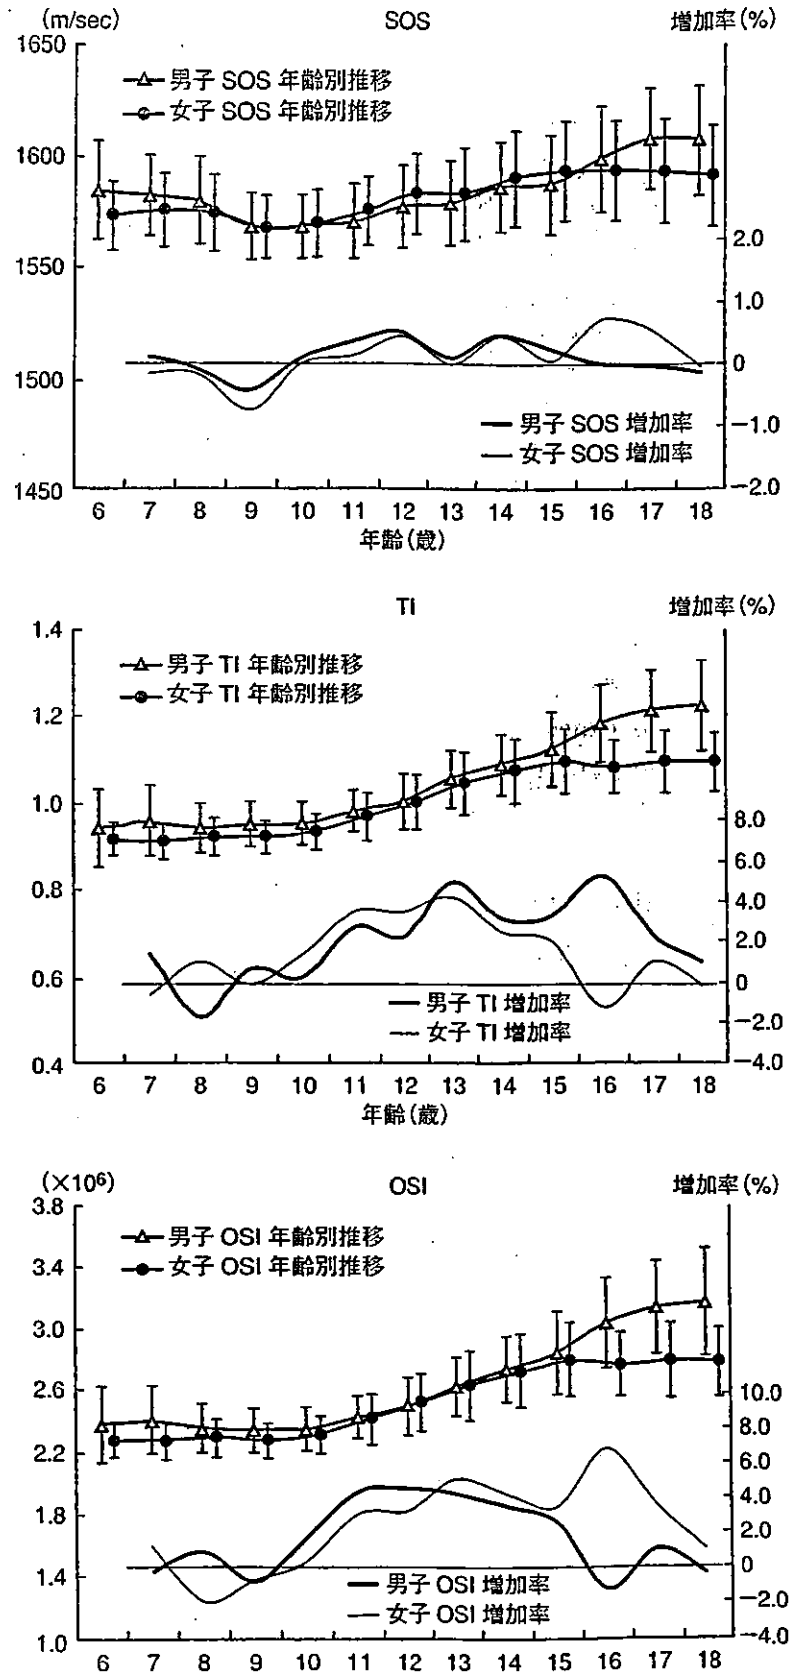 (m/sec) SOS 増加率(%)
1650
男子 SOS 年齢別推移
女子 SOS 年齢別推移
1600
1550
1500
1450
2.0
1.0
0
−1.0
−2.0
男子 SOS 増加率
女子 SOS 増加率
6 7 8 9 10 11 12 13 14 15 16 17 18
年齢(歳)
TI 増加率(%)
1.4
男子 TI 年齢別推移
女子 TI 年齢別推移
1.2
1.0
0.8
0.6
0.4
8.0
6.0
4.0
2.0
0
−2.0
−4.0
男子 TI 増加率
女子 TI 増加率
6 7 8 9 10 11 12 13 14 15 16 17 18
年齢(歳)
(×10⁶) OSI 増加率(%)
3.8
男子 OSI 年齢別推移
女子 OSI 年齢別推移
3.4
3.0
2.6
2.2
1.8
1.4
1.0
10.0
8.0
6.0
4.0
2.0
0
−2.0
−4.0
男子 OSI 増加率
女子 OSI 増加率
6 7 8 9 10 11 12 13 14 15 16 17 18